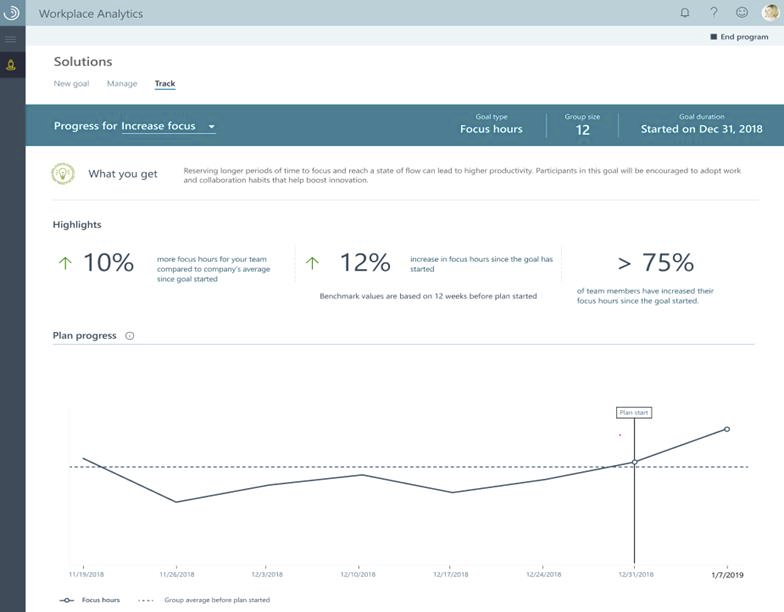 Workplace Analytics
?
End program
Solutions
New goal Manage Track
Progress for Increase focus
Goal type
Focus hours
Group size
12
Goal duration
Started on Dec 31, 2018
What you get
Reserving longer periods of time to focus and reach a state of flow can lead to higher productivity. Participants in this goal will be encouraged to adopt work
and collaboration habits that help boost innovation.
Highlights
10%
more focus hours for your team
compared to company's average
since goal started
12%
increase in focus hours since the goal has
started
Benchmark values are based on 12 weeks before plan started
> 75%
of team members have increased their
focus hours since the goal started.
Plan progress
Plan start
11/19/2018 11/26/2018 12/3/2018 12/10/2018 12/17/2018 12/24/2018 12/31/2018 1/7/2019
Focus hours Group average before plan started